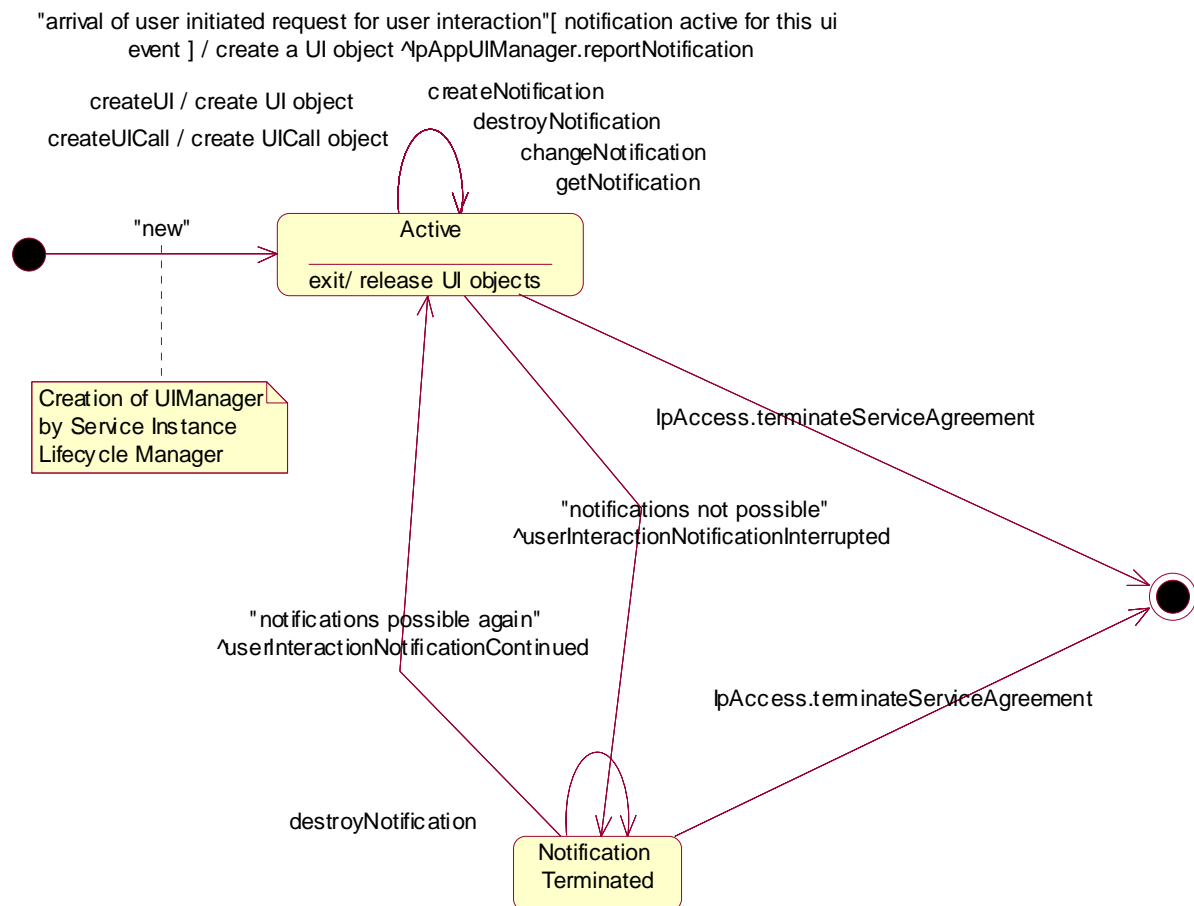 "arrival of user initiated request for user interaction"[ notification active for this ui
event ] / create a UI object ^IpAppUIManager.reportNotification
createUI / create UI object
createUICall / create UICall object
createNotification
destroyNotification
changeNotification
getNotification
"new"
Active
exit/ release UI objects
Creation of UIManager
by Service Instance
Lifecycle Manager
IpAccess.terminateServiceAgreement
"notifications not possible"
^userInteractionNotificationInterrupted
"notifications possible again"
^userInteractionNotificationContinued
IpAccess.terminateServiceAgreement
destroyNotification
Notification
Terminated